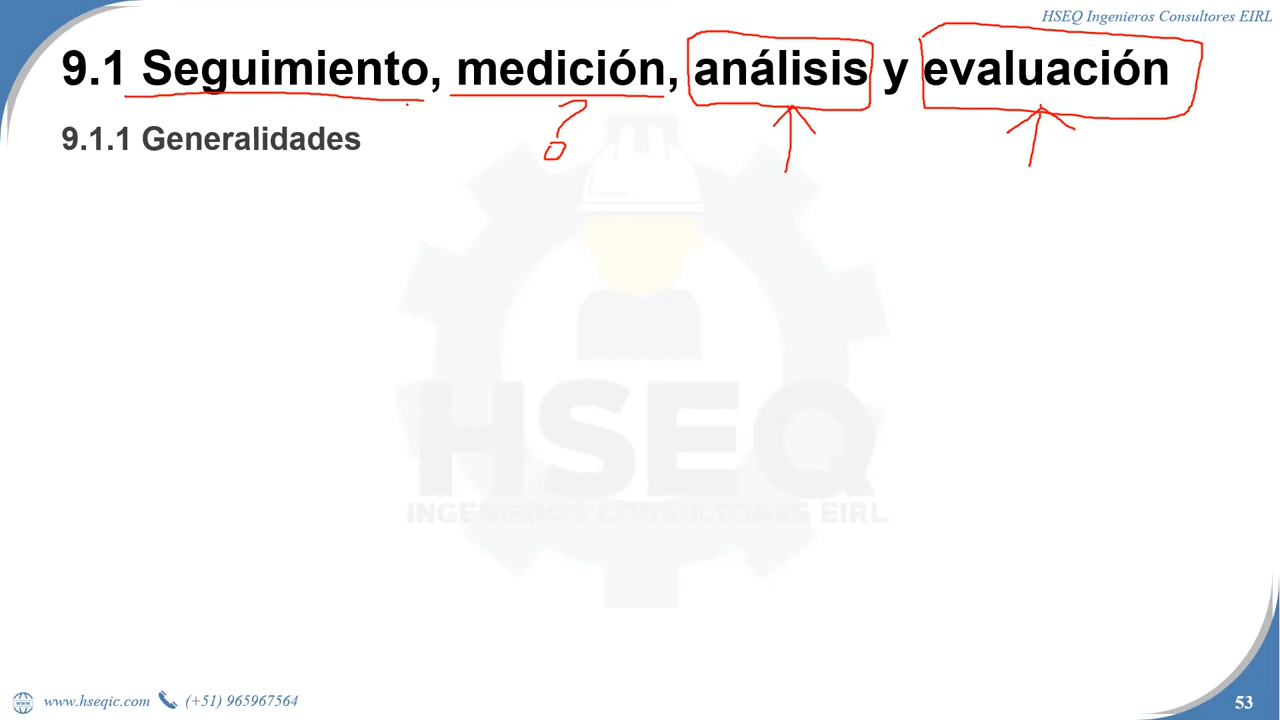 HSEQ Ingenieros Consultores EIRL
9.1 Seguimiento, medición, análisis y evaluación
?
9.1.1 Generalidades
HSEQ
INGENIEROS CONSULTORES EIRL
www.hseqic.com (+51) 965967564
53